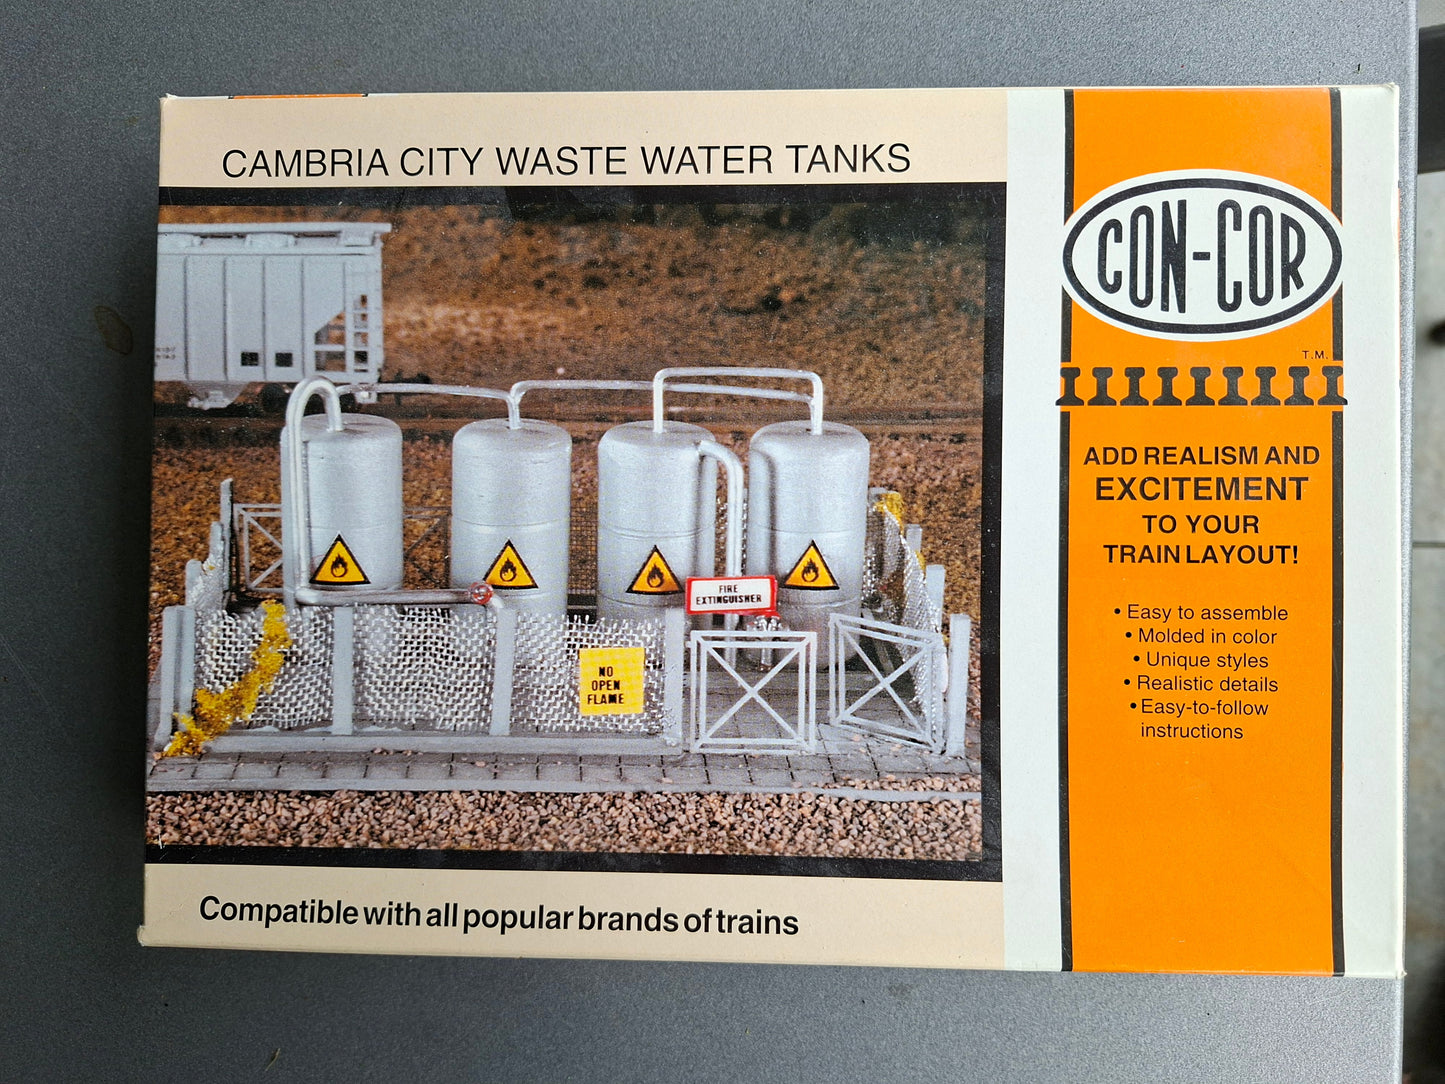 CAMBRIA CITY WASTE WATER TANKS
FIRE
EXTINGUISHER
NO
OPEN
FLAME
Compatible with all popular brands of trains
CON-COR
T.M.
ADD REALISM AND
EXCITEMENT
TO YOUR
TRAIN LAYOUT!
• Easy to assemble
• Molded in color
• Unique styles
• Realistic details
• Easy-to-follow
instructions